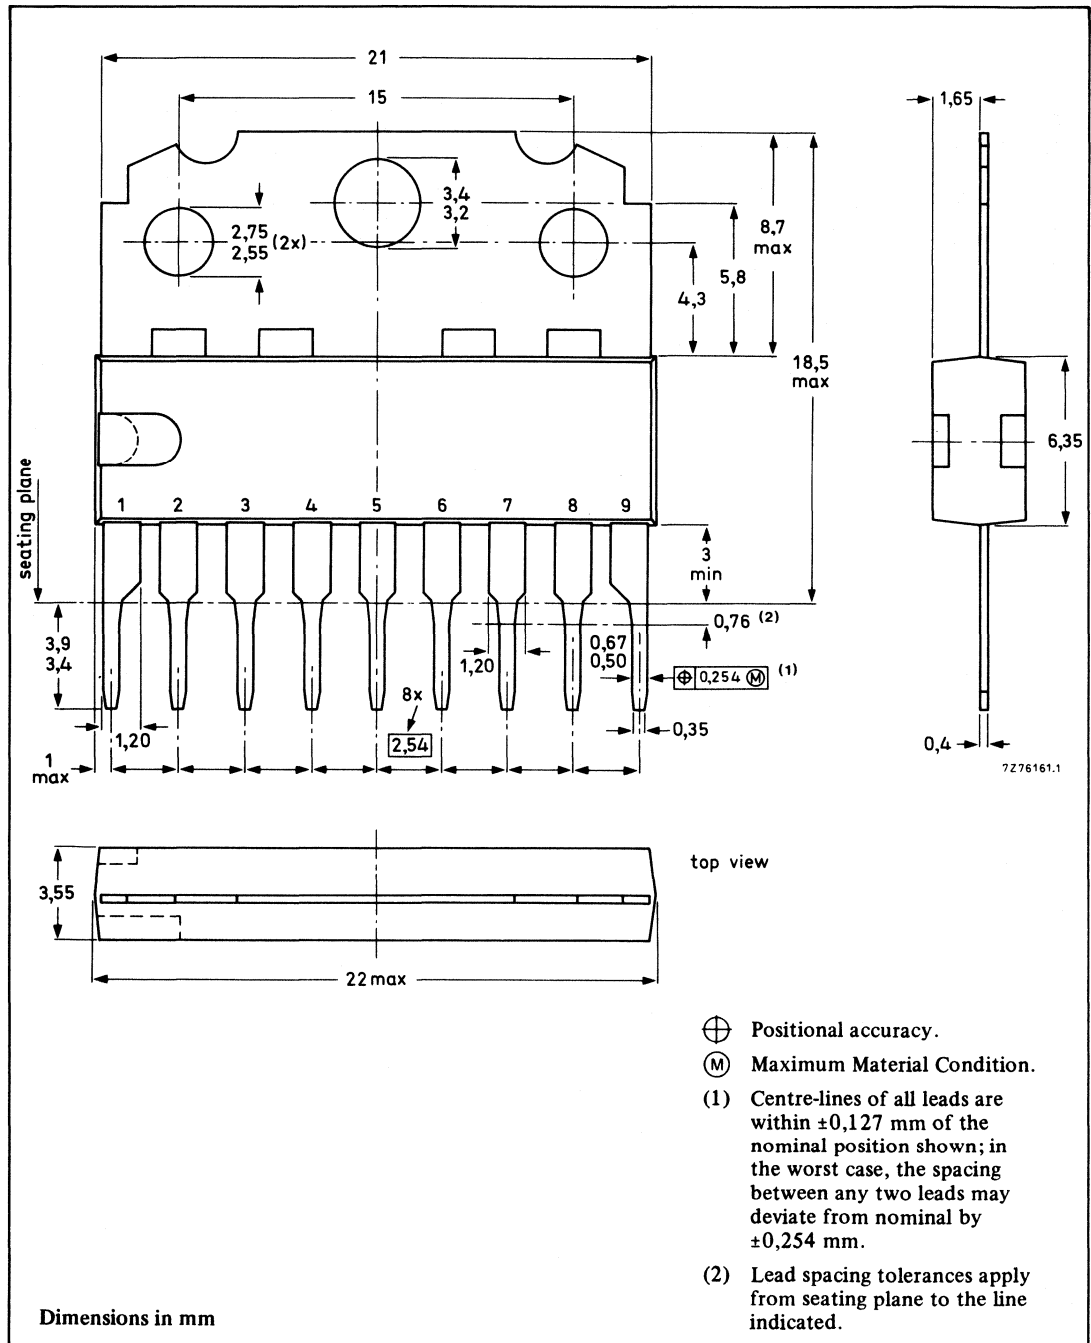 21
15
1,65
3,4
3,2
2,75
2,55 (2x)
8,7
max
5,8
4,3
18,5
max
6,35
seating plane
1 2 3 4 5 6 7 8 9
3
min
0,76 (2)
3,9
3,4
1,20
0,67
0,50
⌖ 0,254 Ⓜ (1)
8x
2,54
1,20
0,35
0,4
1
max
7Z76161.1
3,55
top view
22 max
⌖ Positional accuracy.
Ⓜ Maximum Material Condition.
(1) Centre-lines of all leads are
within ±0,127 mm of the
nominal position shown; in
the worst case, the spacing
between any two leads may
deviate from nominal by
±0,254 mm.
(2) Lead spacing tolerances apply
from seating plane to the line
indicated.
Dimensions in mm